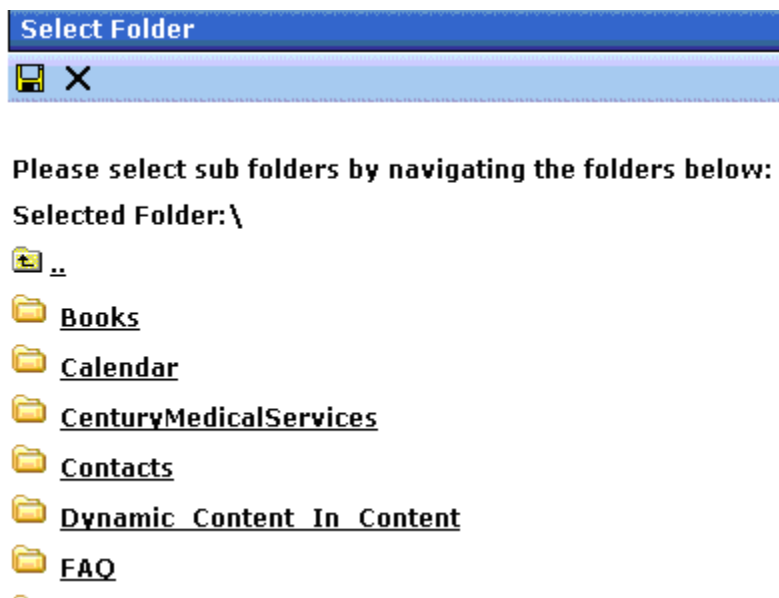 Select Folder
Please select sub folders by navigating the folders below:
Selected Folder:\
..
Books
Calendar
CenturyMedicalServices
Contacts
Dynamic_Content_In_Content
FAQ